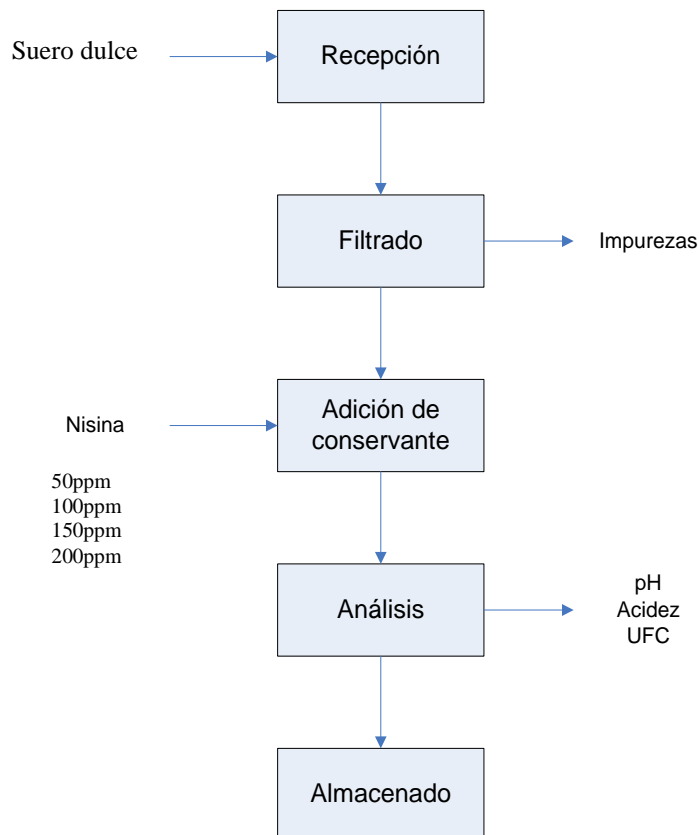 Suero dulce
Recepción
Filtrado
Impurezas
Nisina
Adición de
conservante
50ppm
100ppm
150ppm
200ppm
Análisis
pH
Acidez
UFC
Almacenado